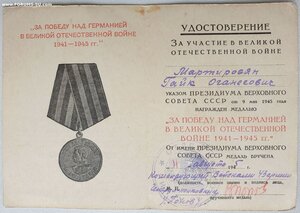 "ЗА ПОБЕДУ НАД ГЕРМАНИЕЙ
В ВЕЛИКОЙ ОТЕЧЕСТВЕННОЙ ВОЙНЕ
1941—1945 гг."
УДОСТОВЕРЕНИЕ
ЗА УЧАСТИЕ В ВЕЛИКОЙ
ОТЕЧЕСТВЕННОЙ ВОЙНЕ
Мартиросян
Гайк Оганесович
УКАЗОМ ПРЕЗИДИУМА ВЕРХОВНОГО
СОВЕТА СССР от 9 мая 1945 года
НАГРАЖДЕН МЕДАЛЬЮ
"ЗА ПОБЕДУ НАД ГЕРМАНИЕЙ
В ВЕЛИКОЙ ОТЕЧЕСТВЕННОЙ
ВОЙНЕ 1941—1945 гг."
ОТ ИМЕНИ ПРЕЗИДИУМА ВЕРХОВНОГО
СОВЕТА СССР МЕДАЛЬ ВРУЧЕНА